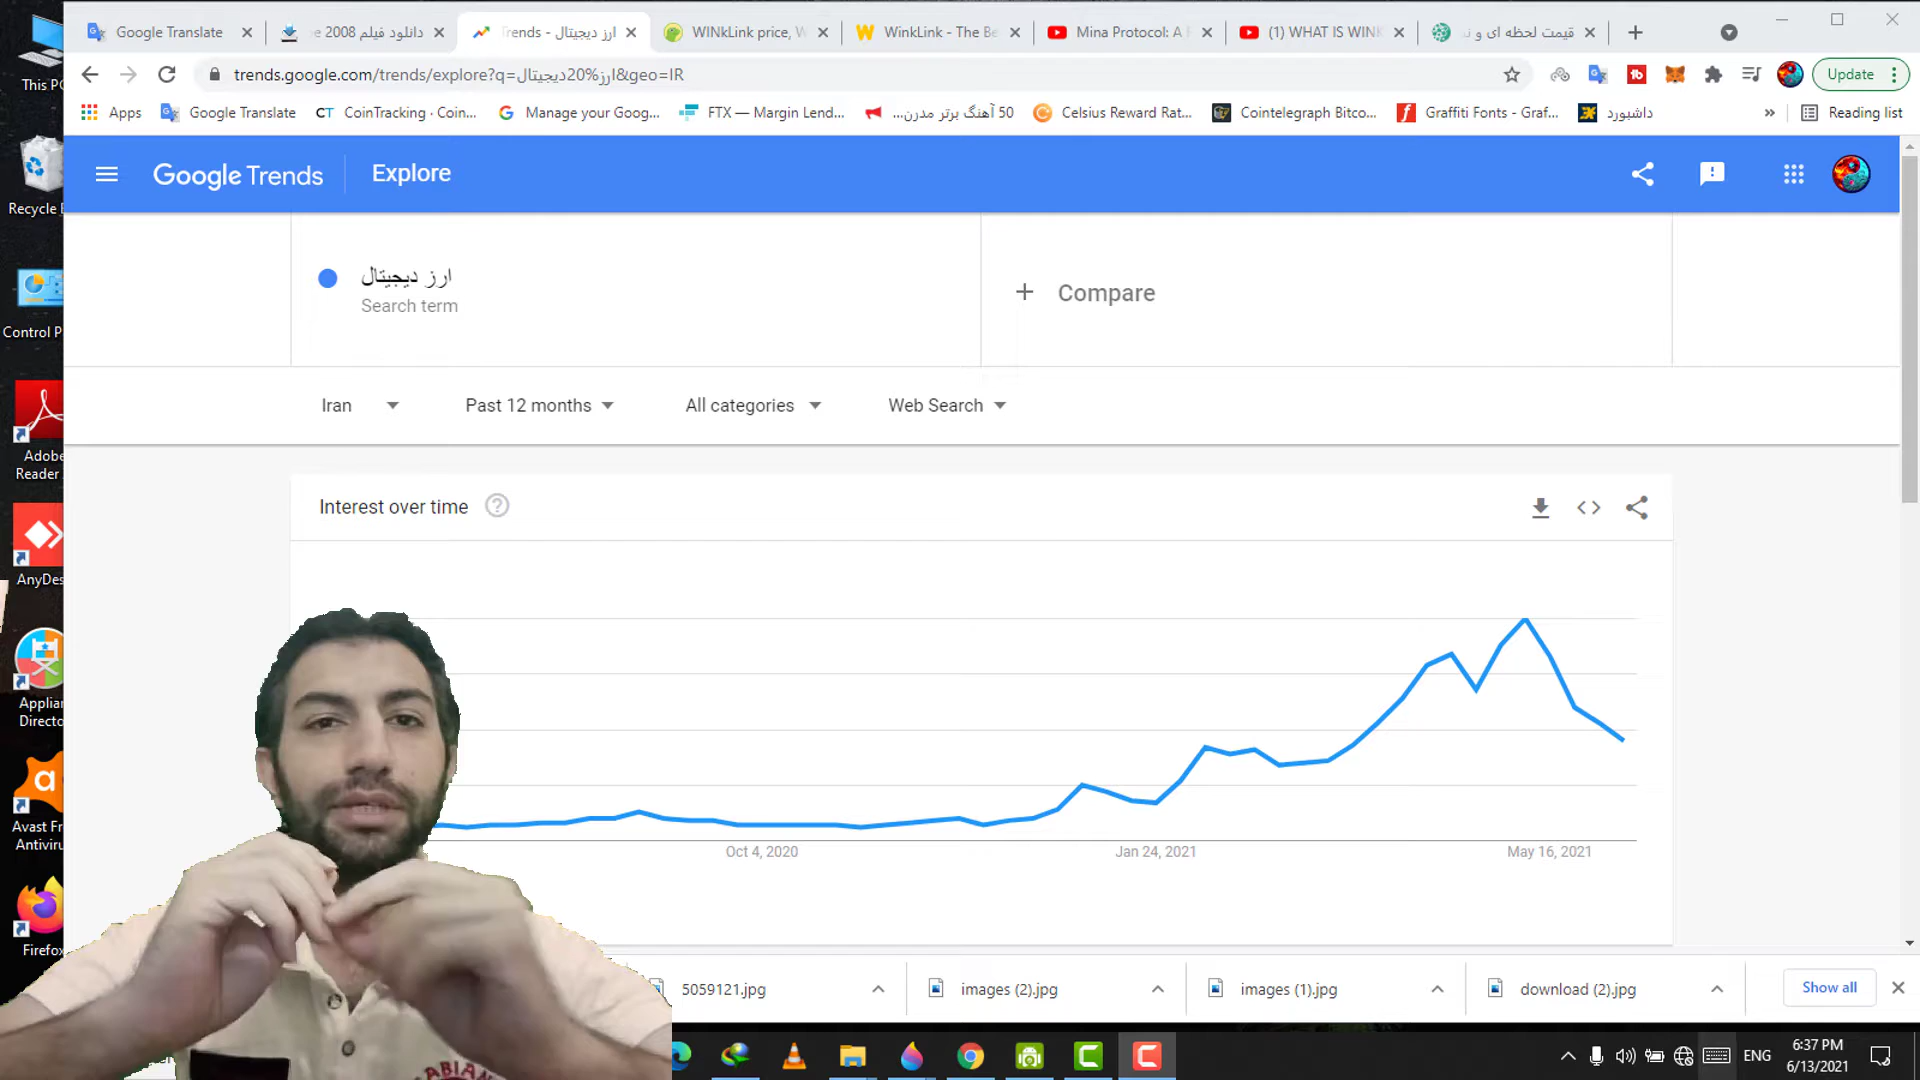 Google Translate
دانلود فیلم 2008
ارز دیجیتال - Trends
WINkLink price, W
WinkLink - The Be
Mina Protocol: A
(1) WHAT IS WINK
قیمت لحظه ای و
trends.google.com/trends/explore?q=ارز%20دیجیتال&geo=IR
Update
Apps
Google Translate
CT CoinTracking · Coin...
Manage your Goog...
FTX — Margin Lend...
50 آهنگ برتر مدرن...
Celsius Reward Rat...
Cointelegraph Bitco...
Graffiti Fonts - Graf...
داشبورد
»
Reading list
Google Trends
Explore
ارز دیجیتال
Search term
+ Compare
Iran
Past 12 months
All categories
Web Search
Interest over time
Oct 4, 2020
Jan 24, 2021
May 16, 2021
This PC
Recycle
Control P
Adobe
Reader
AnyDes
Applian
Directo
Avast Fr
Antiviru
Firefox
5059121.jpg
images (2).jpg
images (1).jpg
download (2).jpg
Show all
ABIAN
ENG
6:37 PM
6/13/2021